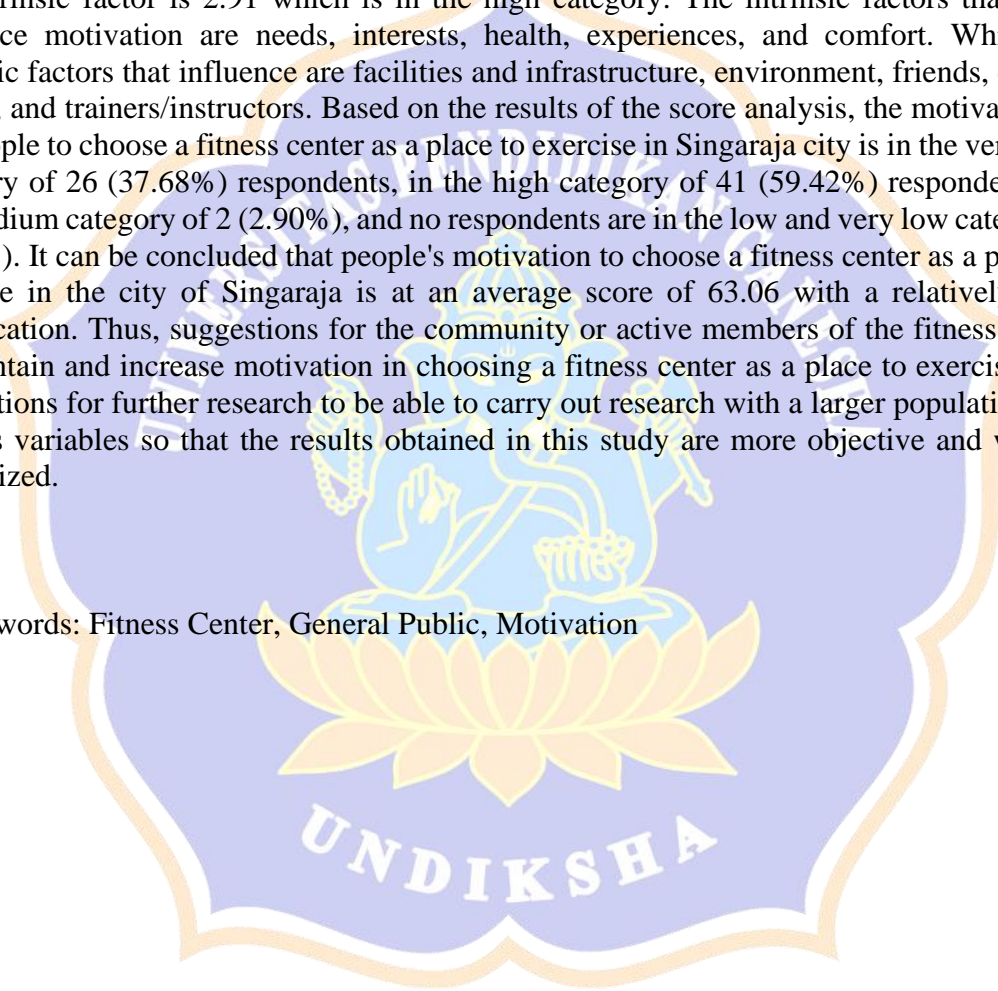 trinsic factor is 2.91 which is in the high category. The intrinsic factors tha
ce motivation are needs, interests, health, experiences, and comfort. Whi
ic factors that influence are facilities and infrastructure, environment, friends,
, and trainers/instructors. Based on the results of the score analysis, the motiva
ple to choose a fitness center as a place to exercise in Singaraja city is in the ver
ry of 26 (37.68%) respondents, in the high category of 41 (59.42%) responde
dium category of 2 (2.90%), and no respondents are in the low and very low cate
). It can be concluded that people's motivation to choose a fitness center as a p
e in the city of Singaraja is at an average score of 63.06 with a relativel
cation. Thus, suggestions for the community or active members of the fitness
ntain and increase motivation in choosing a fitness center as a place to exercis
tions for further research to be able to carry out research with a larger populati
s variables so that the results obtained in this study are more objective and w
ized.
words: Fitness Center, General Public, Motivation
UNIVERSITAS PENDIDIKAN GANESHA
UNDIKSHA